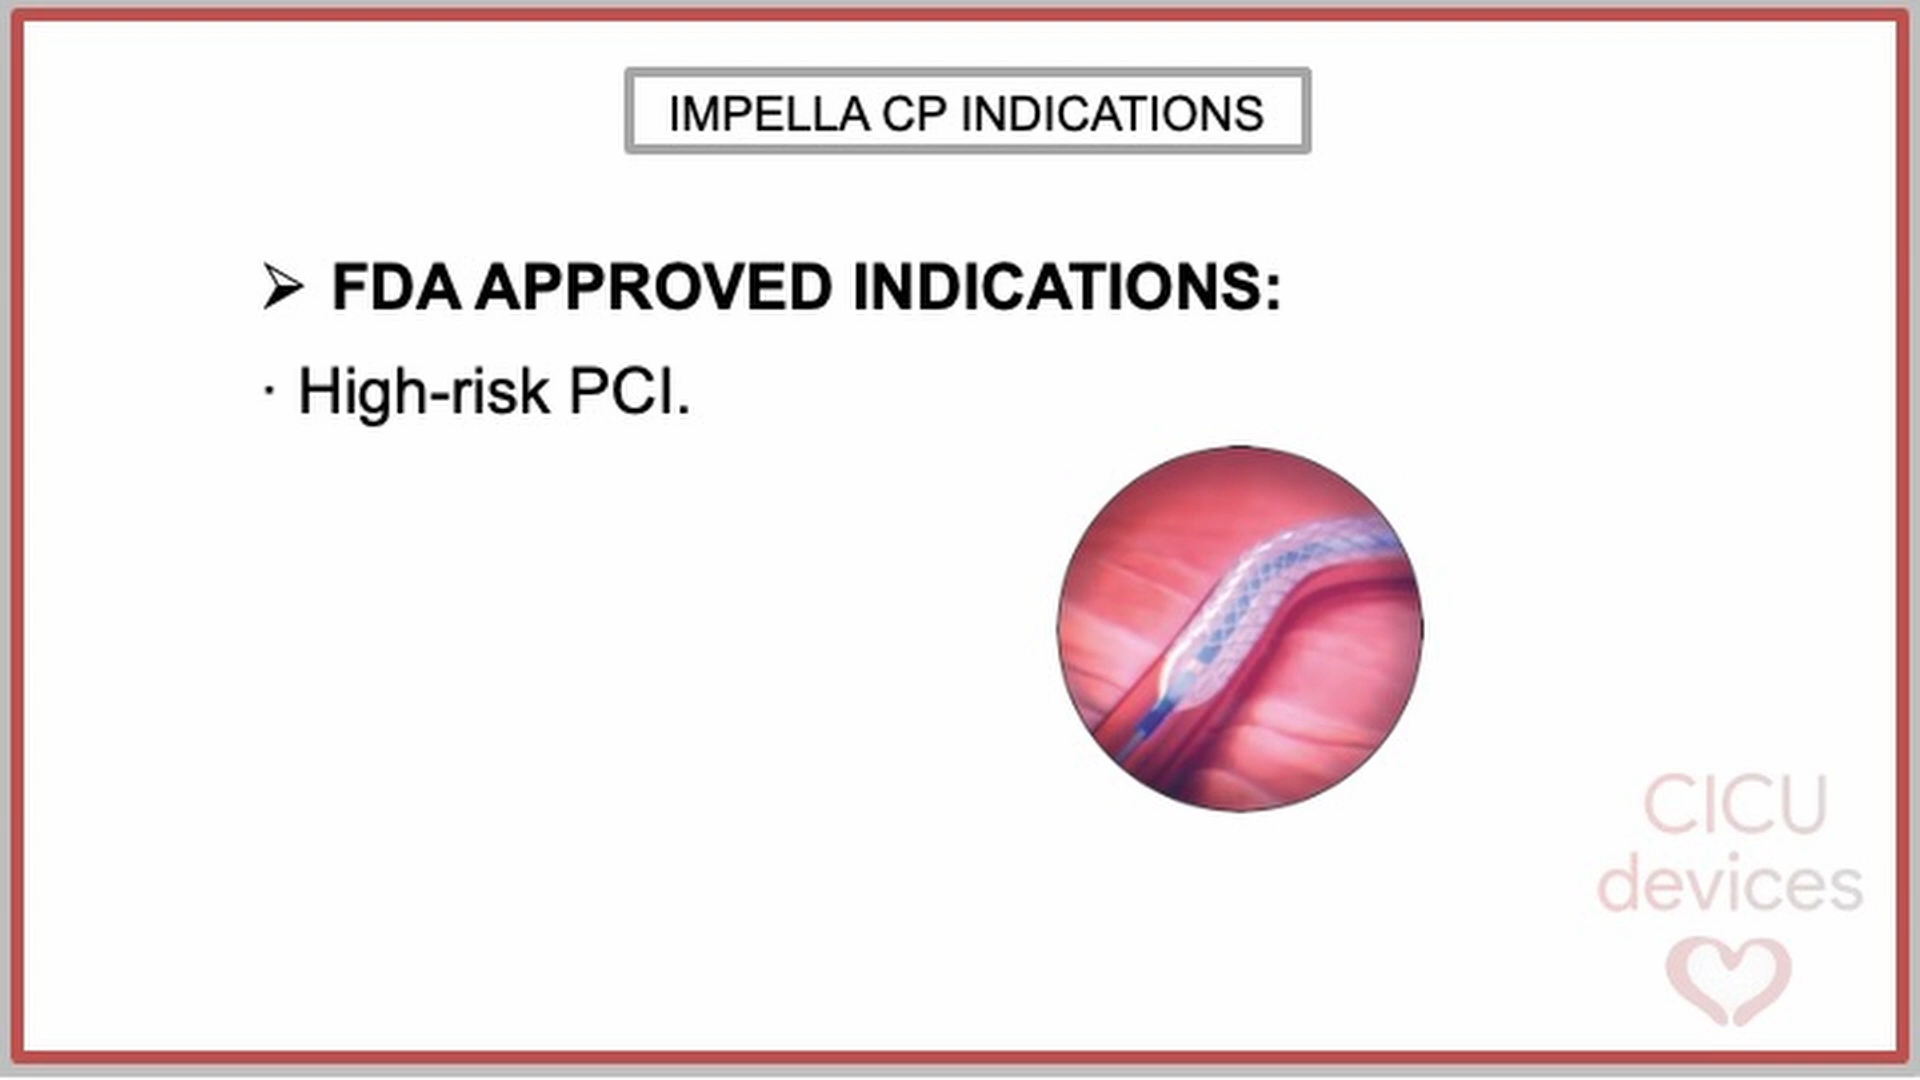 IMPELLA CP INDICATIONS
➢ FDA APPROVED INDICATIONS:
· High-risk PCI.
CICU
devices